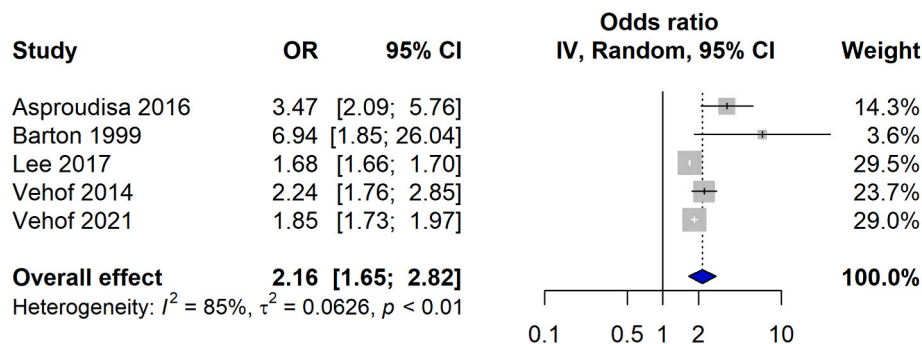 Odds ratio
Study OR 95% CI IV, Random, 95% CI Weight
Asproudisa 2016 3.47 [2.09; 5.76] 14.3%
Barton 1999 6.94 [1.85; 26.04] 3.6%
Lee 2017 1.68 [1.66; 1.70] 29.5%
Vehof 2014 2.24 [1.76; 2.85] 23.7%
Vehof 2021 1.85 [1.73; 1.97] 29.0%
Overall effect 2.16 [1.65; 2.82] 100.0%
Heterogeneity: I² = 85%, τ² = 0.0626, p < 0.01
0.1 0.5 1 2 10